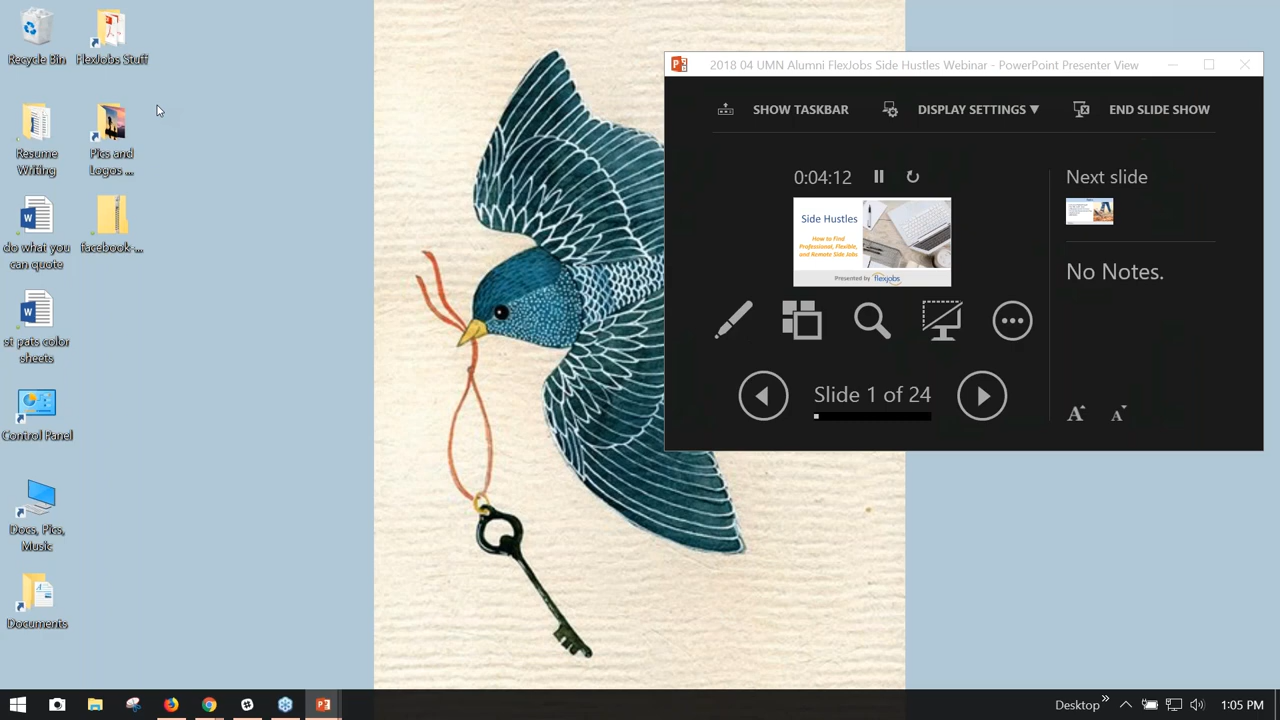 Recycle Bin
FlexJobs Stuff
Resume
Writing
Pics and
Logos ...
do what you
can quote
facebook ...
st pats color
sheets
Control Panel
Docs, Pics,
Music
Documents
2018 04 UMN Alumni FlexJobs Side Hustles Webinar - PowerPoint Presenter View
SHOW TASKBAR
DISPLAY SETTINGS ▼
END SLIDE SHOW
0:04:12
Side Hustles
How to Find
Professional, Flexible,
and Remote Side Jobs
Presented by flexjobs
Slide 1 of 24
Next slide
No Notes.
A A
Desktop
1:05 PM